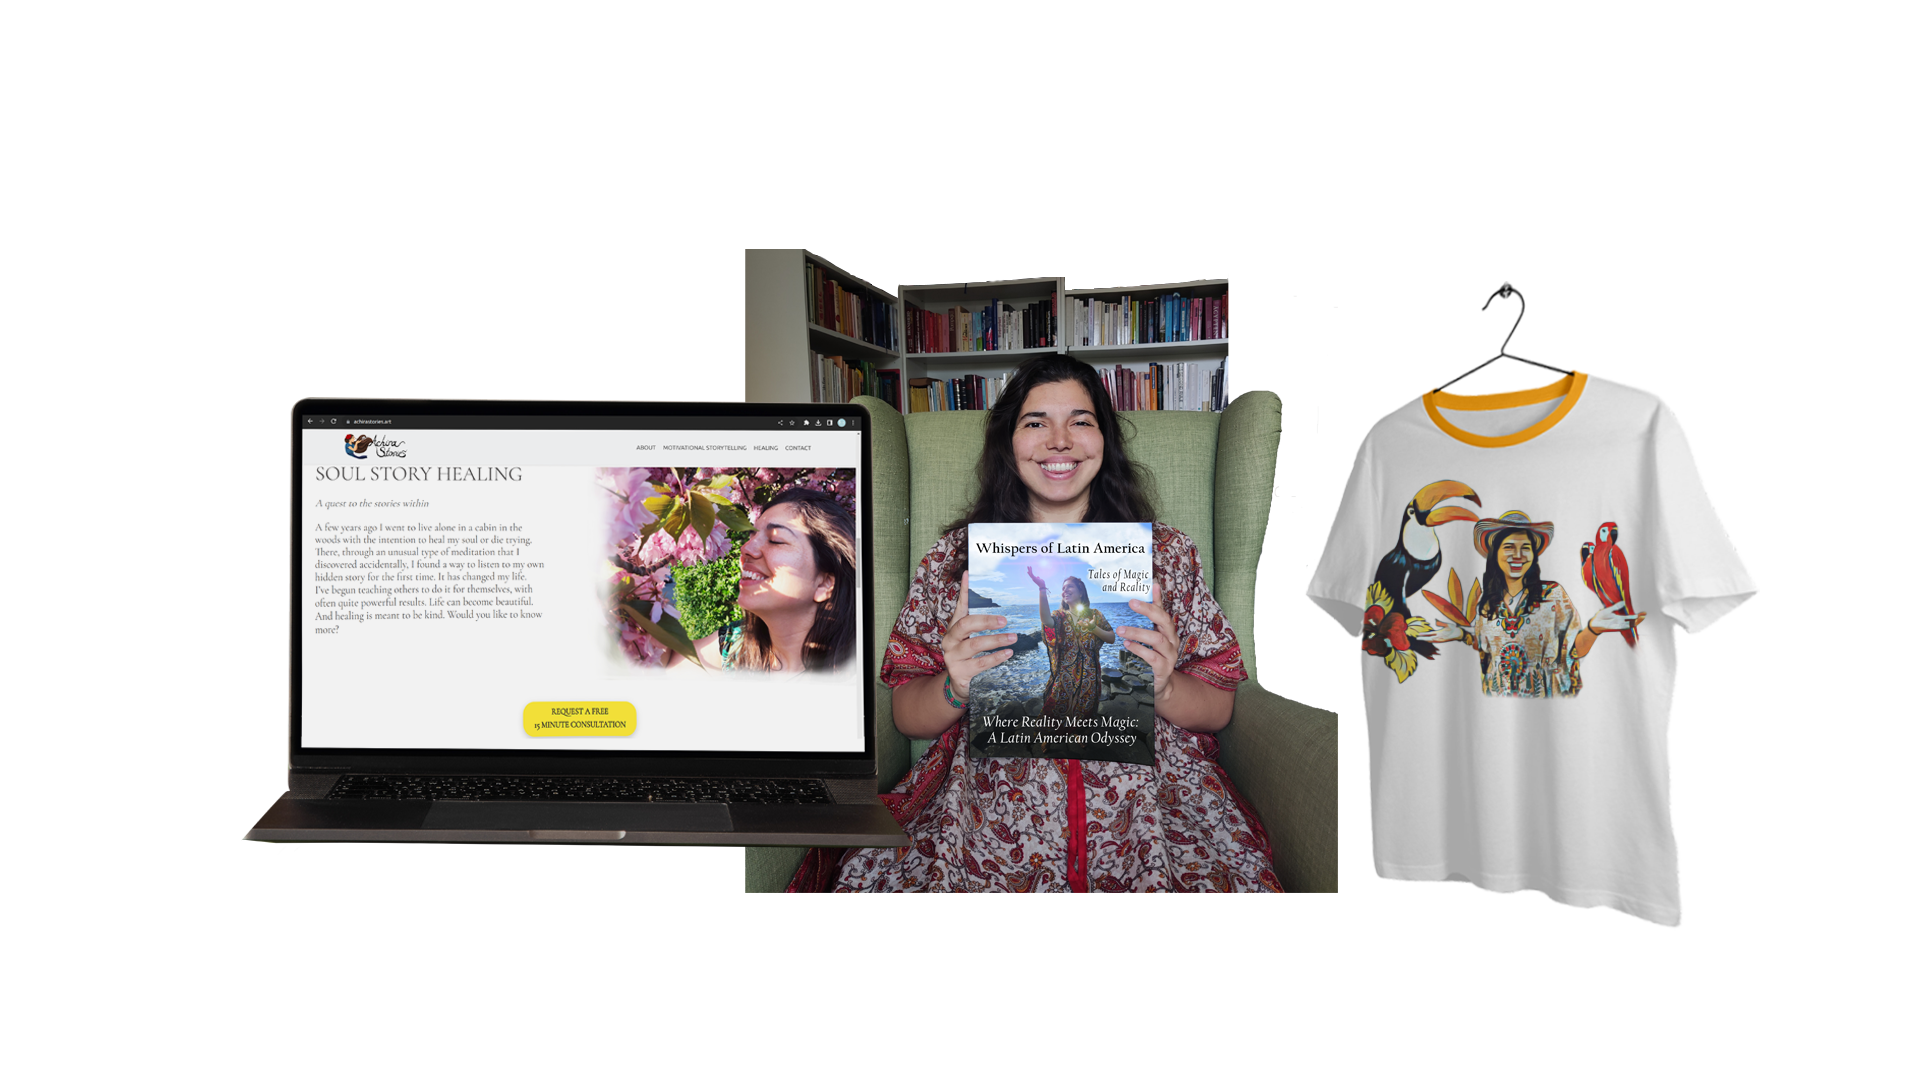 achirastories.art
Achira
Stories
ABOUT MOTIVATIONAL STORYTELLING HEALING CONTACT
SOUL STORY HEALING
A quest to the stories within
A few years ago I went to live alone in a cabin in the
woods with the intention to heal my soul or die trying.
There, through an unusual type of meditation that I
discovered accidentally, I found a way to listen to my own
hidden story for the first time. It has changed my life.
I've begun teaching others to do it for themselves, with
often quite powerful results. Life can become beautiful.
And healing is meant to be kind. Would you like to know
more?
REQUEST A FREE
15 MINUTE CONSULTATION
Whispers of Latin America
Tales of Magic
and Reality
Where Reality Meets Magic:
A Latin American Odyssey